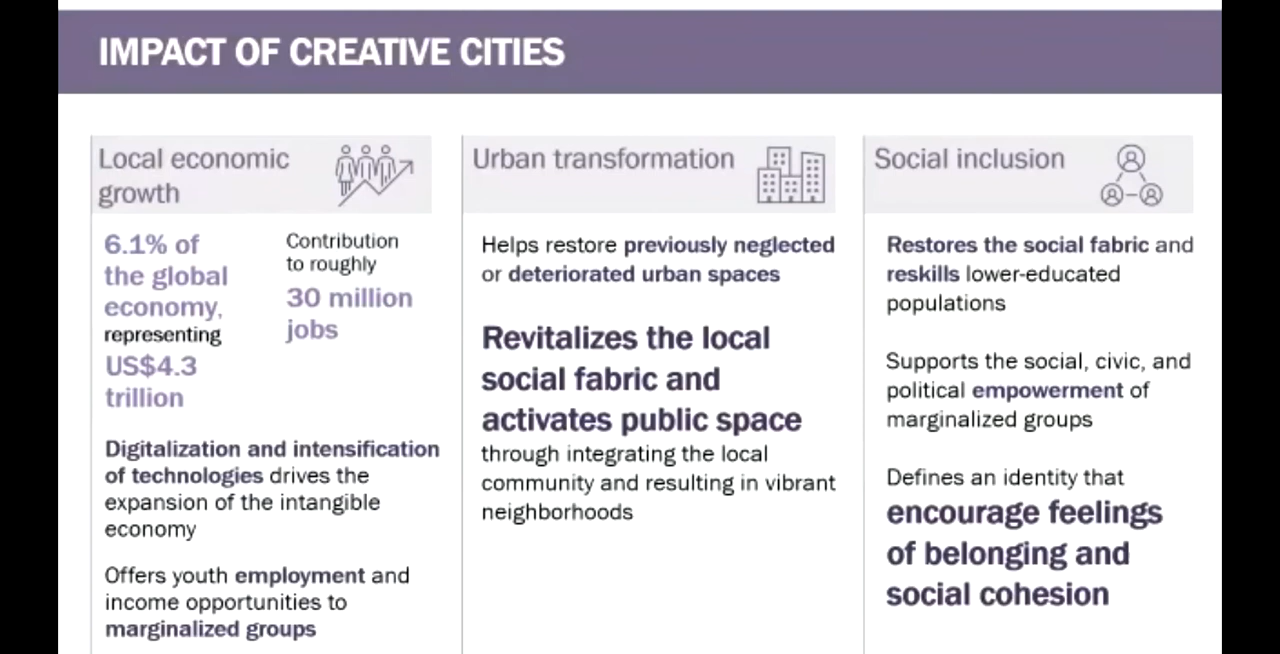 IMPACT OF CREATIVE CITIES
Local economic
growth
6.1% of
the global
economy,
representing
US$4.3
trillion
Contribution
to roughly
30 million
jobs
Digitalization and intensification
of technologies drives the
expansion of the intangible
economy
Offers youth employment and
income opportunities to
marginalized groups
Urban transformation
Helps restore previously neglected
or deteriorated urban spaces
Revitalizes the local
social fabric and
activates public space
through integrating the local
community and resulting in vibrant
neighborhoods
Social inclusion
Restores the social fabric and
reskills lower-educated
populations
Supports the social, civic, and
political empowerment of
marginalized groups
Defines an identity that
encourage feelings
of belonging and
social cohesion